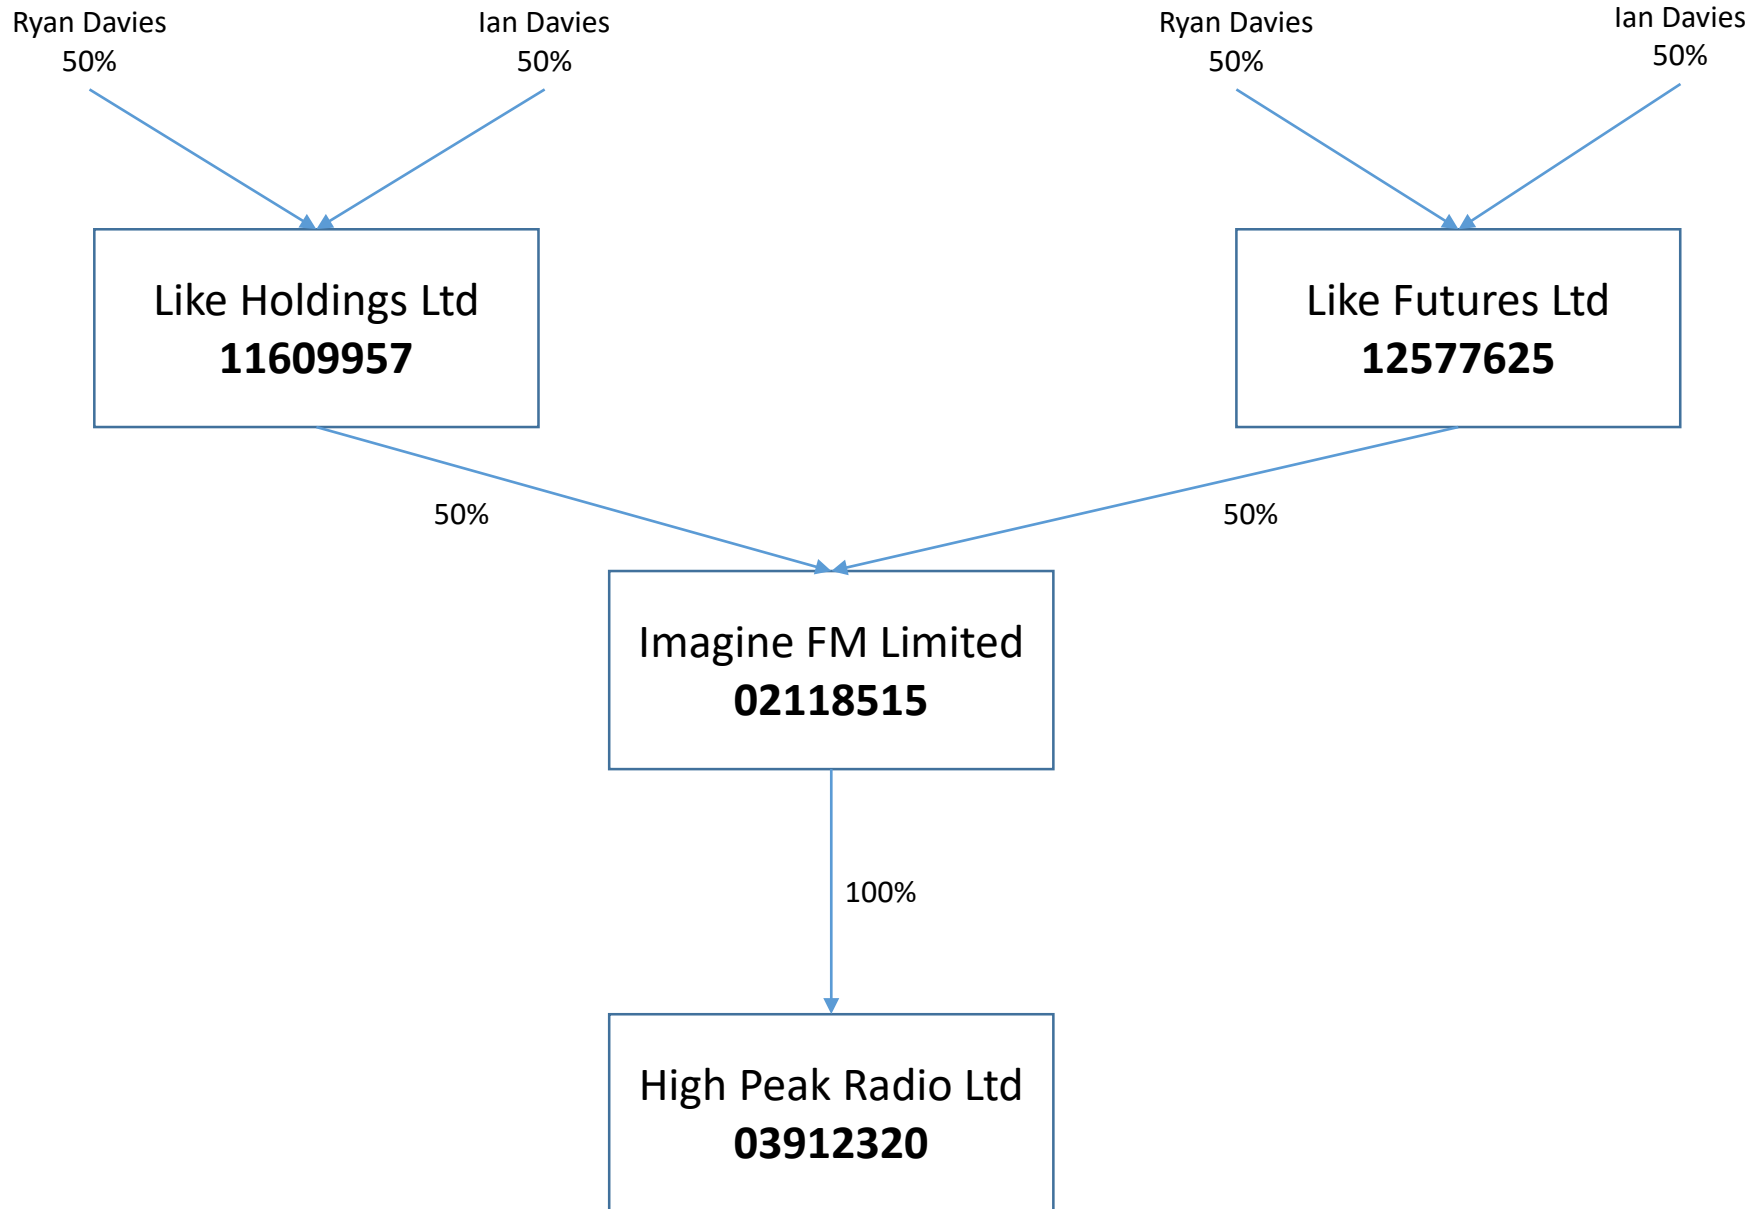 Ryan Davies
50%
Ian Davies
50%
Ryan Davies
50%
Ian Davies
50%
Like Holdings Ltd
11609957
Like Futures Ltd
12577625
50%
50%
Imagine FM Limited
02118515
100%
High Peak Radio Ltd
03912320